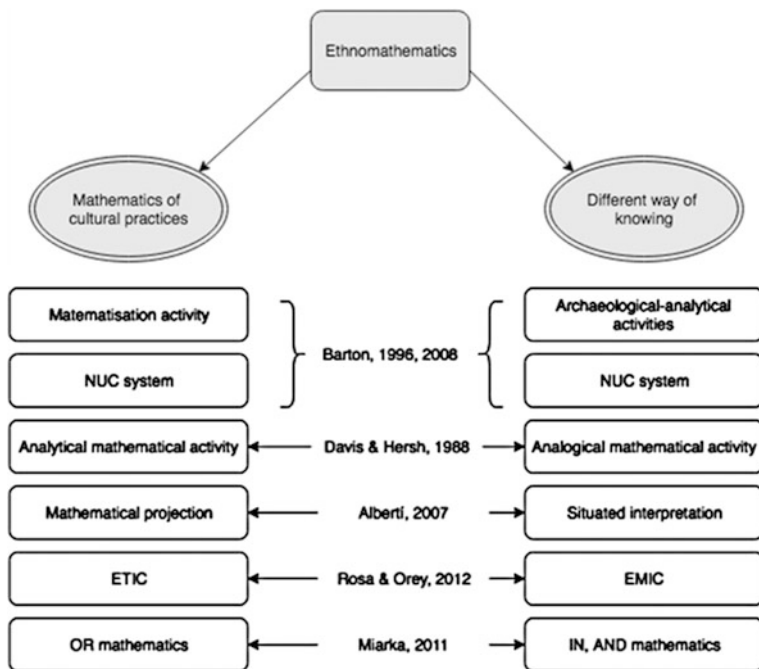 Ethnomathematics
Mathematics of
cultural practices
Different way of
knowing
Matematisation activity
Archaeological-analytical
activities
Barton, 1996, 2008
NUC system
NUC system
Analytical mathematical activity
Davis & Hersh, 1988
Analogical mathematical activity
Mathematical projection
Albertí, 2007
Situated interpretation
ETIC
Rosa & Orey, 2012
EMIC
OR mathematics
Miarka, 2011
IN, AND mathematics